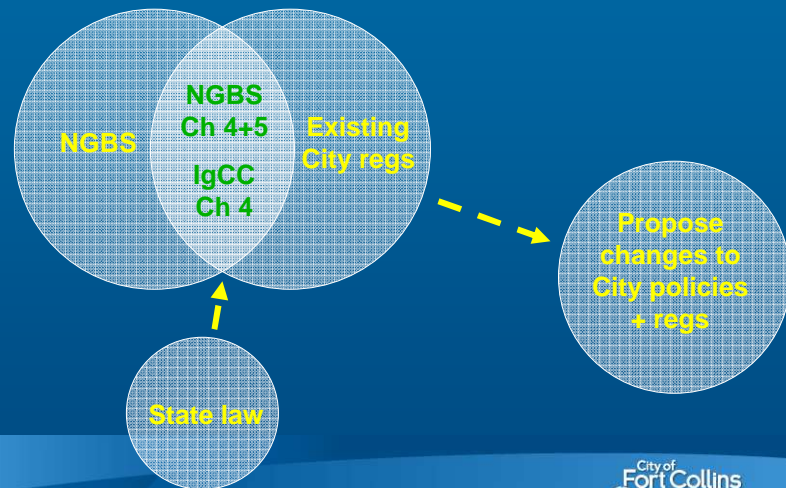 NGBS
NGBS
Ch 4+5
IgCC
Ch 4
Existing
City regs
Propose
changes to
City policies
+ regs
State law
City of
Fort Collins